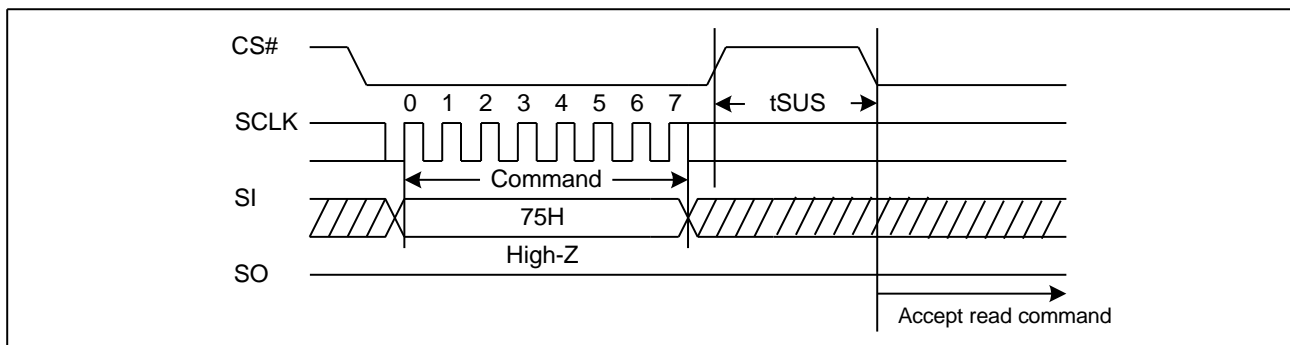 CS#
tSUS
0 1 2 3 4 5 6 7
SCLK
Command
SI
75H
High-Z
SO
Accept read command